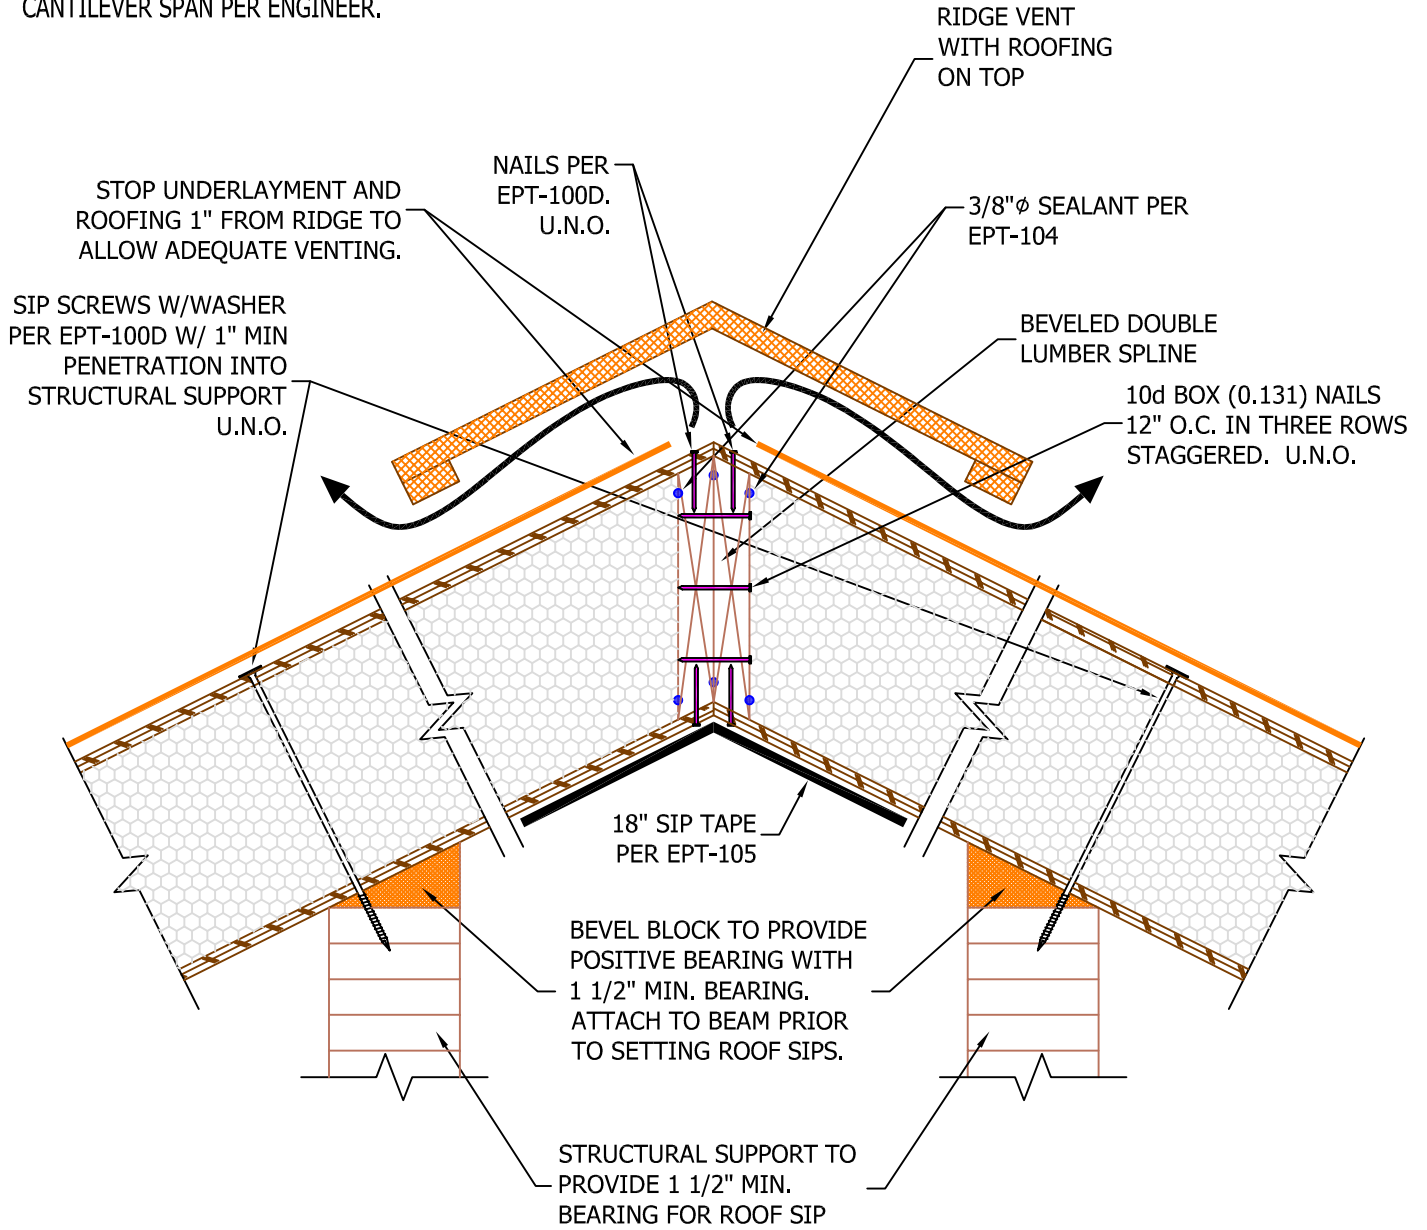 CANTILEVER SPAN PER ENGINEER.
RIDGE VENT
WITH ROOFING
ON TOP
NAILS PER
EPT-100D.
U.N.O.
STOP UNDERLAYMENT AND
ROOFING 1" FROM RIDGE TO
ALLOW ADEQUATE VENTING.
3/8"ϕ SEALANT PER
EPT-104
SIP SCREWS W/WASHER
PER EPT-100D W/ 1" MIN
PENETRATION INTO
STRUCTURAL SUPPORT
U.N.O.
BEVELED DOUBLE
LUMBER SPLINE
10d BOX (0.131) NAILS
12" O.C. IN THREE ROWS
STAGGERED. U.N.O.
18" SIP TAPE
PER EPT-105
BEVEL BLOCK TO PROVIDE
POSITIVE BEARING WITH
1 1/2" MIN. BEARING.
ATTACH TO BEAM PRIOR
TO SETTING ROOF SIPS.
STRUCTURAL SUPPORT TO
PROVIDE 1 1/2" MIN.
BEARING FOR ROOF SIP